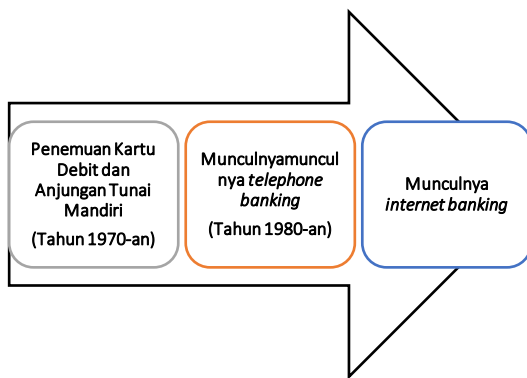 Penemuan Kartu
Debit dan
Anjungan Tunai
Mandiri
(Tahun 1970-an)
Munculnyamuncul
nya telephone
banking
(Tahun 1980-an)
Munculnya
internet banking